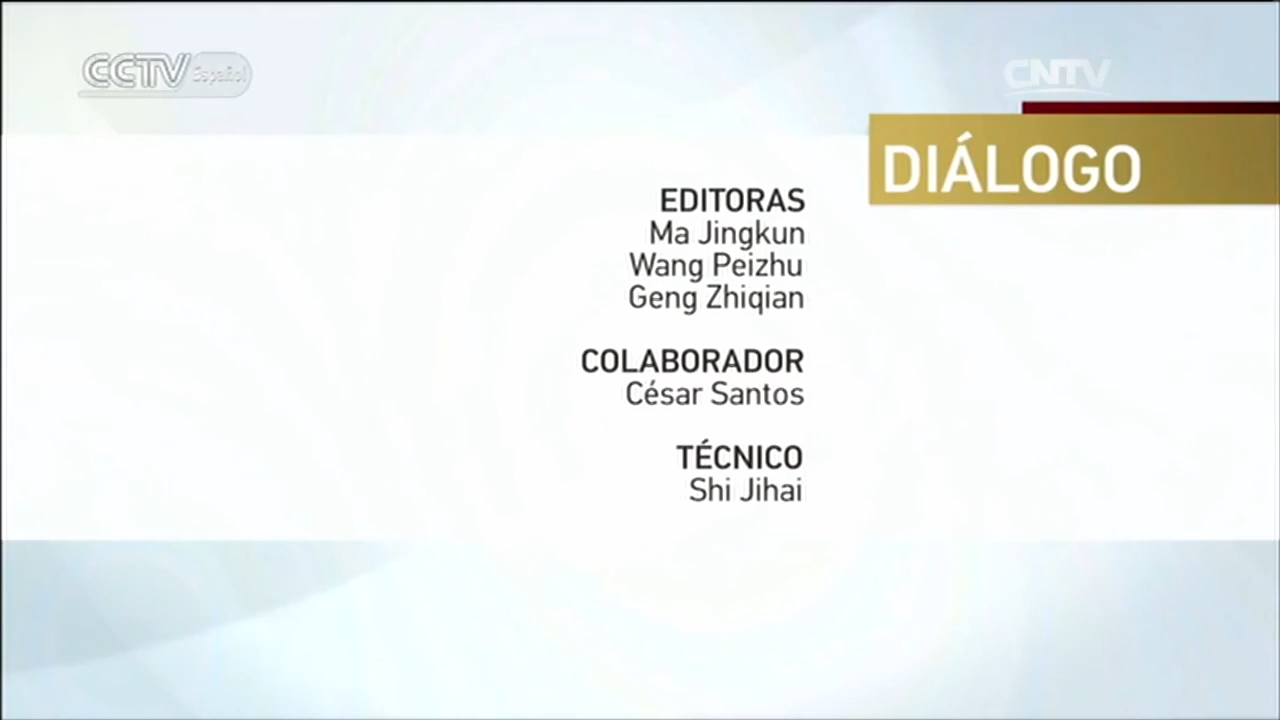 CCTV Español
CNTV
DIÁLOGO
EDITORAS
Ma Jingkun
Wang Peizhu
Geng Zhiqian
COLABORADOR
César Santos
TÉCNICO
Shi Jihai